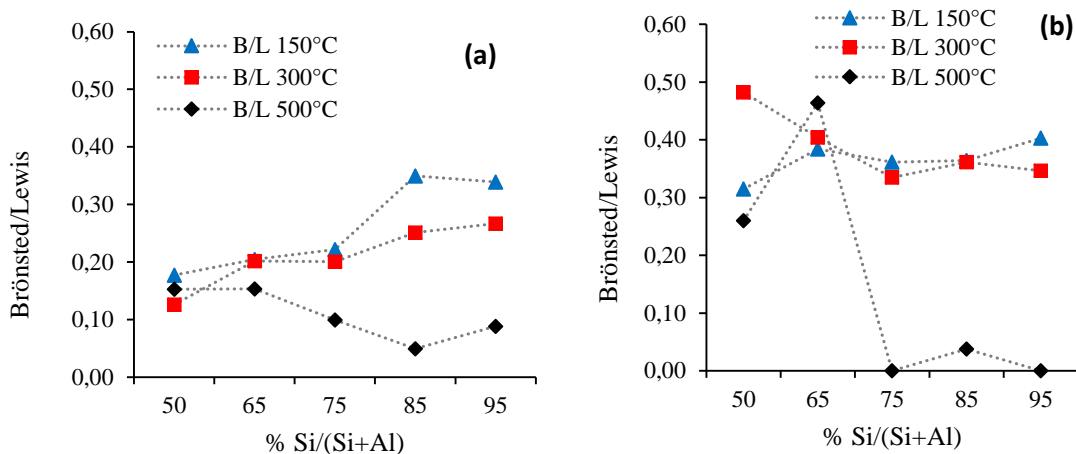 (a)
B/L 150°C
B/L 300°C
B/L 500°C
0,60
0,50
0,40
0,30
0,20
0,10
0,00
Brönsted/Lewis
50 65 75 85 95
% Si/(Si+Al)
(b)
B/L 150°C
B/L 300°C
B/L 500°C
0,60
0,50
0,40
0,30
0,20
0,10
0,00
Brönsted/Lewis
50 65 75 85 95
% Si/(Si+Al)